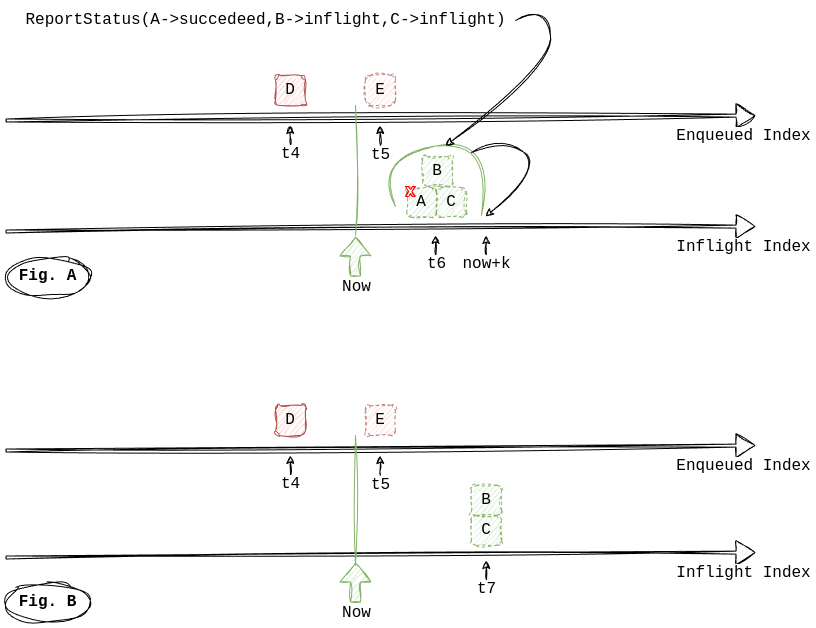 ReportStatus(A->succedeed,B->inflight,C->inflight)
D
E
Enqueued Index
t4
t5
B
A
C
Inflight Index
t6
now+k
Fig. A
Now
D
E
Enqueued Index
t4
t5
B
C
Inflight Index
t7
Fig. B
Now